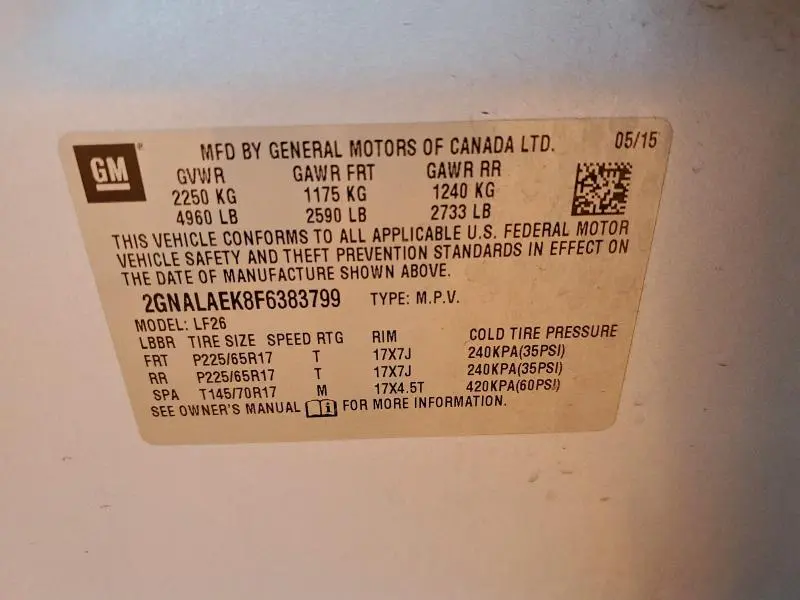 GM MFD BY GENERAL MOTORS OF CANADA LTD. 05/15
GVWR GAWR FRT GAWR RR
2250 KG 1175 KG 1240 KG
4960 LB 2590 LB 2733 LB
THIS VEHICLE CONFORMS TO ALL APPLICABLE U.S. FEDERAL MOTOR
VEHICLE SAFETY AND THEFT PREVENTION STANDARDS IN EFFECT ON
THE DATE OF MANUFACTURE SHOWN ABOVE.
2GNALAEK8F6383799 TYPE: M.P.V.
MODEL: LF26
LBBR TIRE SIZE SPEED RTG RIM COLD TIRE PRESSURE
FRT P225/65R17 T 17X7J 240KPA(35PSI)
RR P225/65R17 T 17X7J 240KPA(35PSI)
SPA T145/70R17 M 17X4.5T 420KPA(60PSI)
SEE OWNER'S MANUAL FOR MORE INFORMATION.